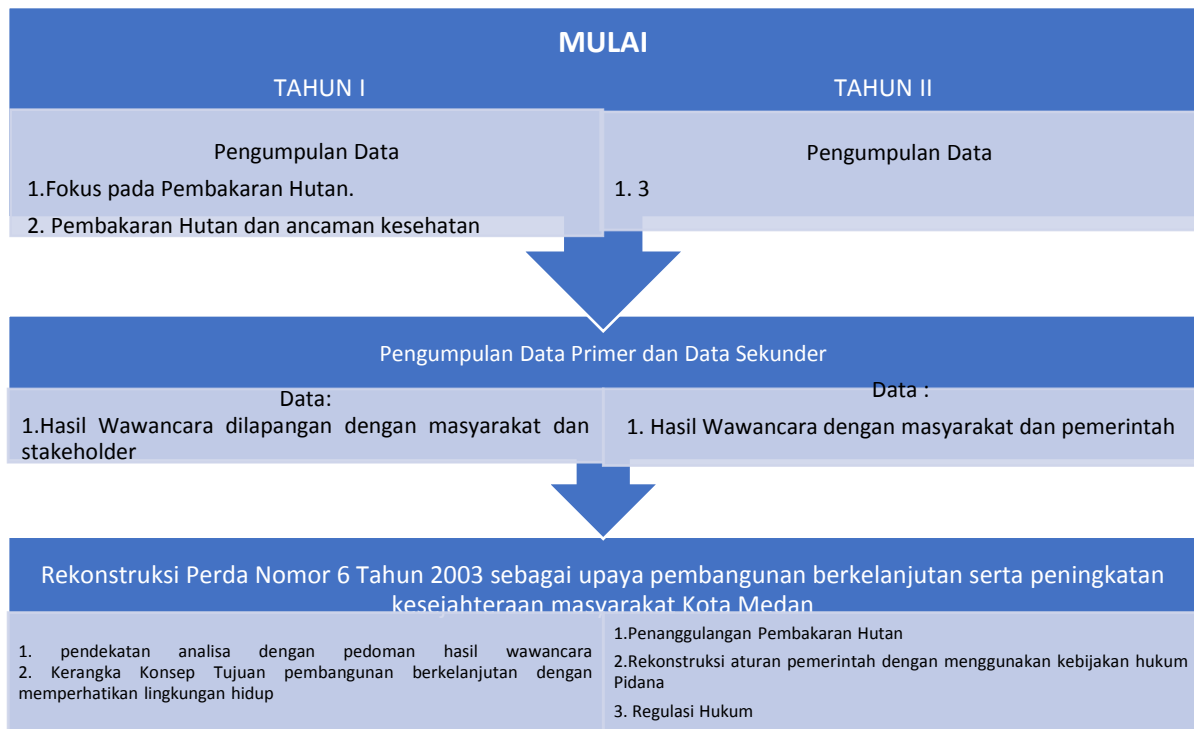 MULAI
TAHUN I
TAHUN II
Pengumpulan Data
1.Fokus pada Pembakaran Hutan.
2. Pembakaran Hutan dan ancaman kesehatan
Pengumpulan Data
1. 3
Pengumpulan Data Primer dan Data Sekunder
Data:
1.Hasil Wawancara dilapangan dengan masyarakat dan
stakeholder
Data :
1. Hasil Wawancara dengan masyarakat dan pemerintah
Rekonstruksi Perda Nomor 6 Tahun 2003 sebagai upaya pembangunan berkelanjutan serta peningkatan
kesejahteraan masyarakat Kota Medan
1. pendekatan analisa dengan pedoman hasil wawancara
2. Kerangka Konsep Tujuan pembangunan berkelanjutan dengan
memperhatikan lingkungan hidup
1.Penanggulangan Pembakaran Hutan
2.Rekonstruksi aturan pemerintah dengan menggunakan kebijakan hukum
Pidana
3. Regulasi Hukum